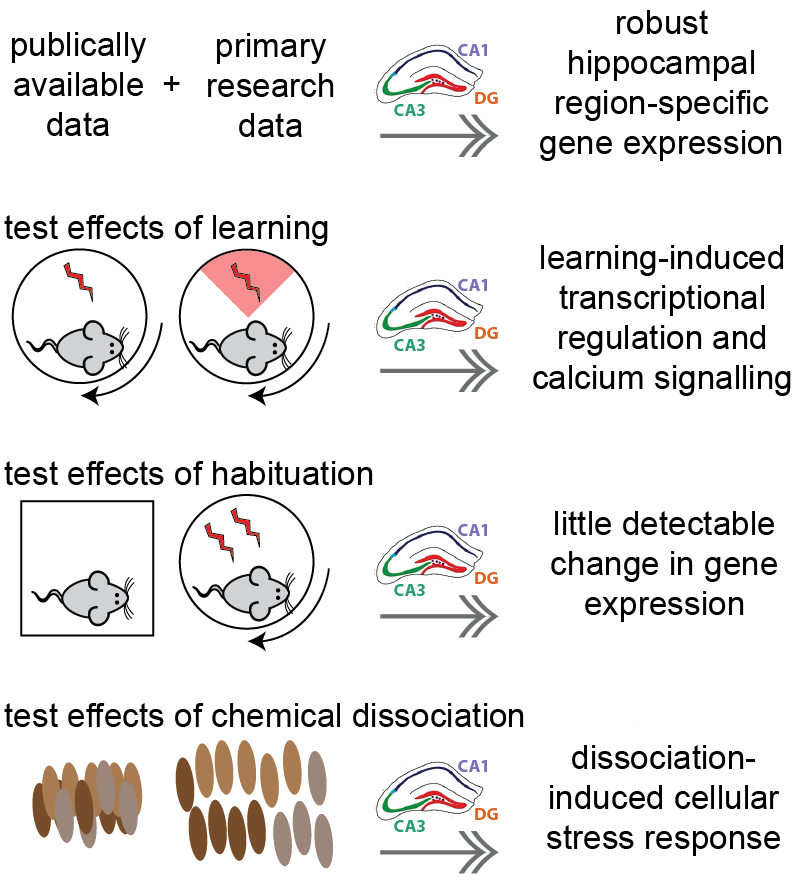 publically
available
data
+
primary
research
data
CA1
CA3
DG
robust
hippocampal
region-specific
gene expression
test effects of learning
CA1
CA3
DG
learning-induced
transcriptional
regulation and
calcium signalling
test effects of habituation
CA1
CA3
DG
little detectable
change in gene
expression
test effects of chemical dissociation
CA1
CA3
DG
dissociation-
induced cellular
stress response